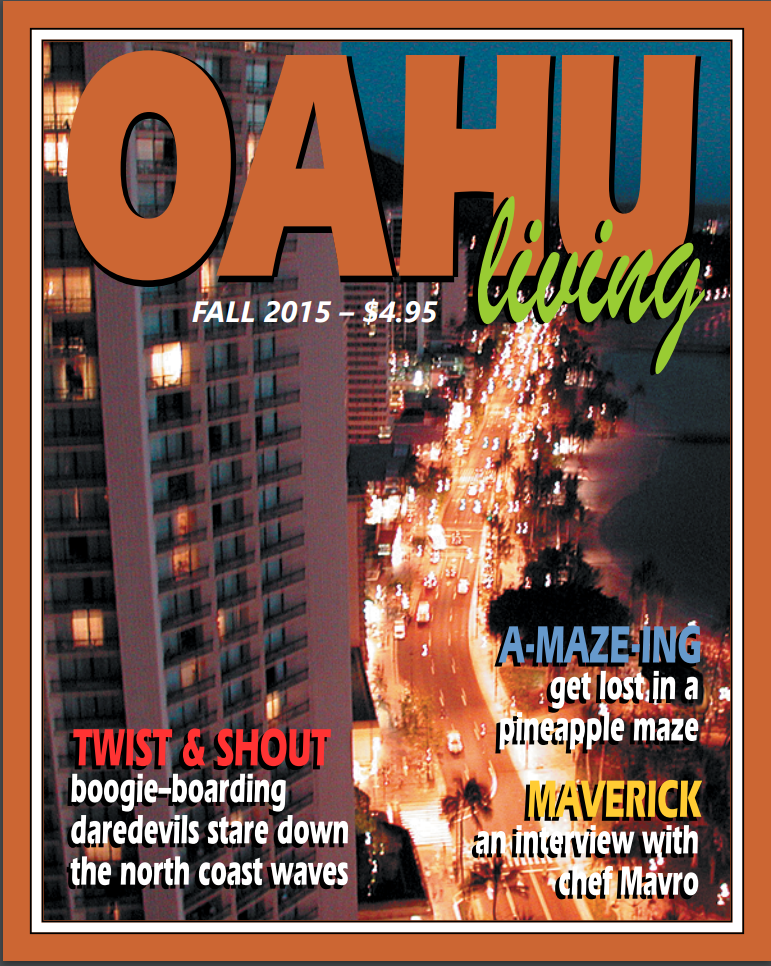 OAHU
living
FALL 2015 – $4.95
A-MAZE-ING
get lost in a
pineapple maze
TWIST & SHOUT
boogie–boarding
daredevils stare down
the north coast waves
MAVERICK
an interview with
chef Mavro